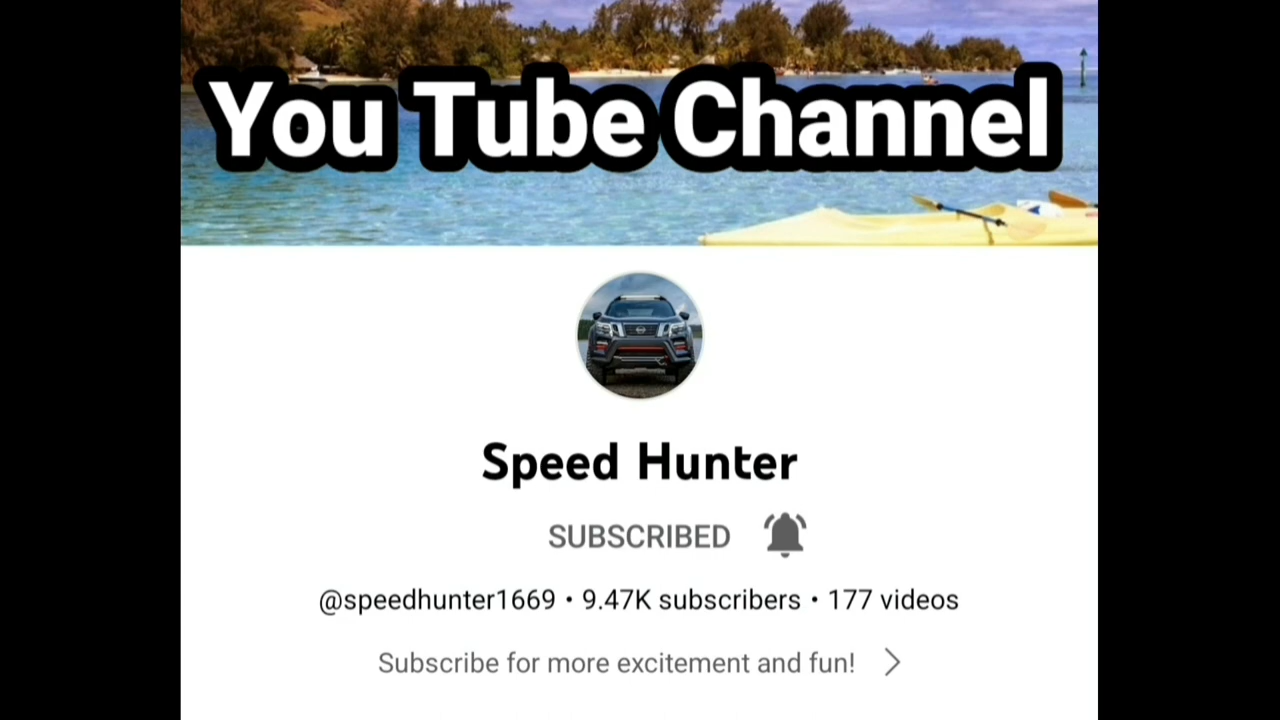 You Tube Channel
Speed Hunter
SUBSCRIBED
@speedhunter1669 • 9.47K subscribers • 177 videos
Subscribe for more excitement and fun!